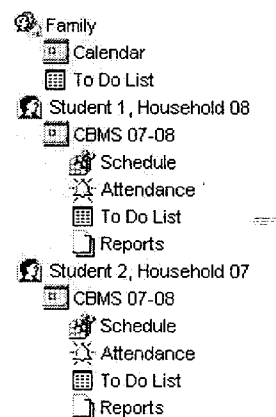 Family
Calendar
To Do List
Student 1, Household 08
CBMS 07-08
Schedule
Attendance
To Do List
Reports
Student 2, Household 07
CBMS 07-08
Schedule
Attendance
To Do List
Reports